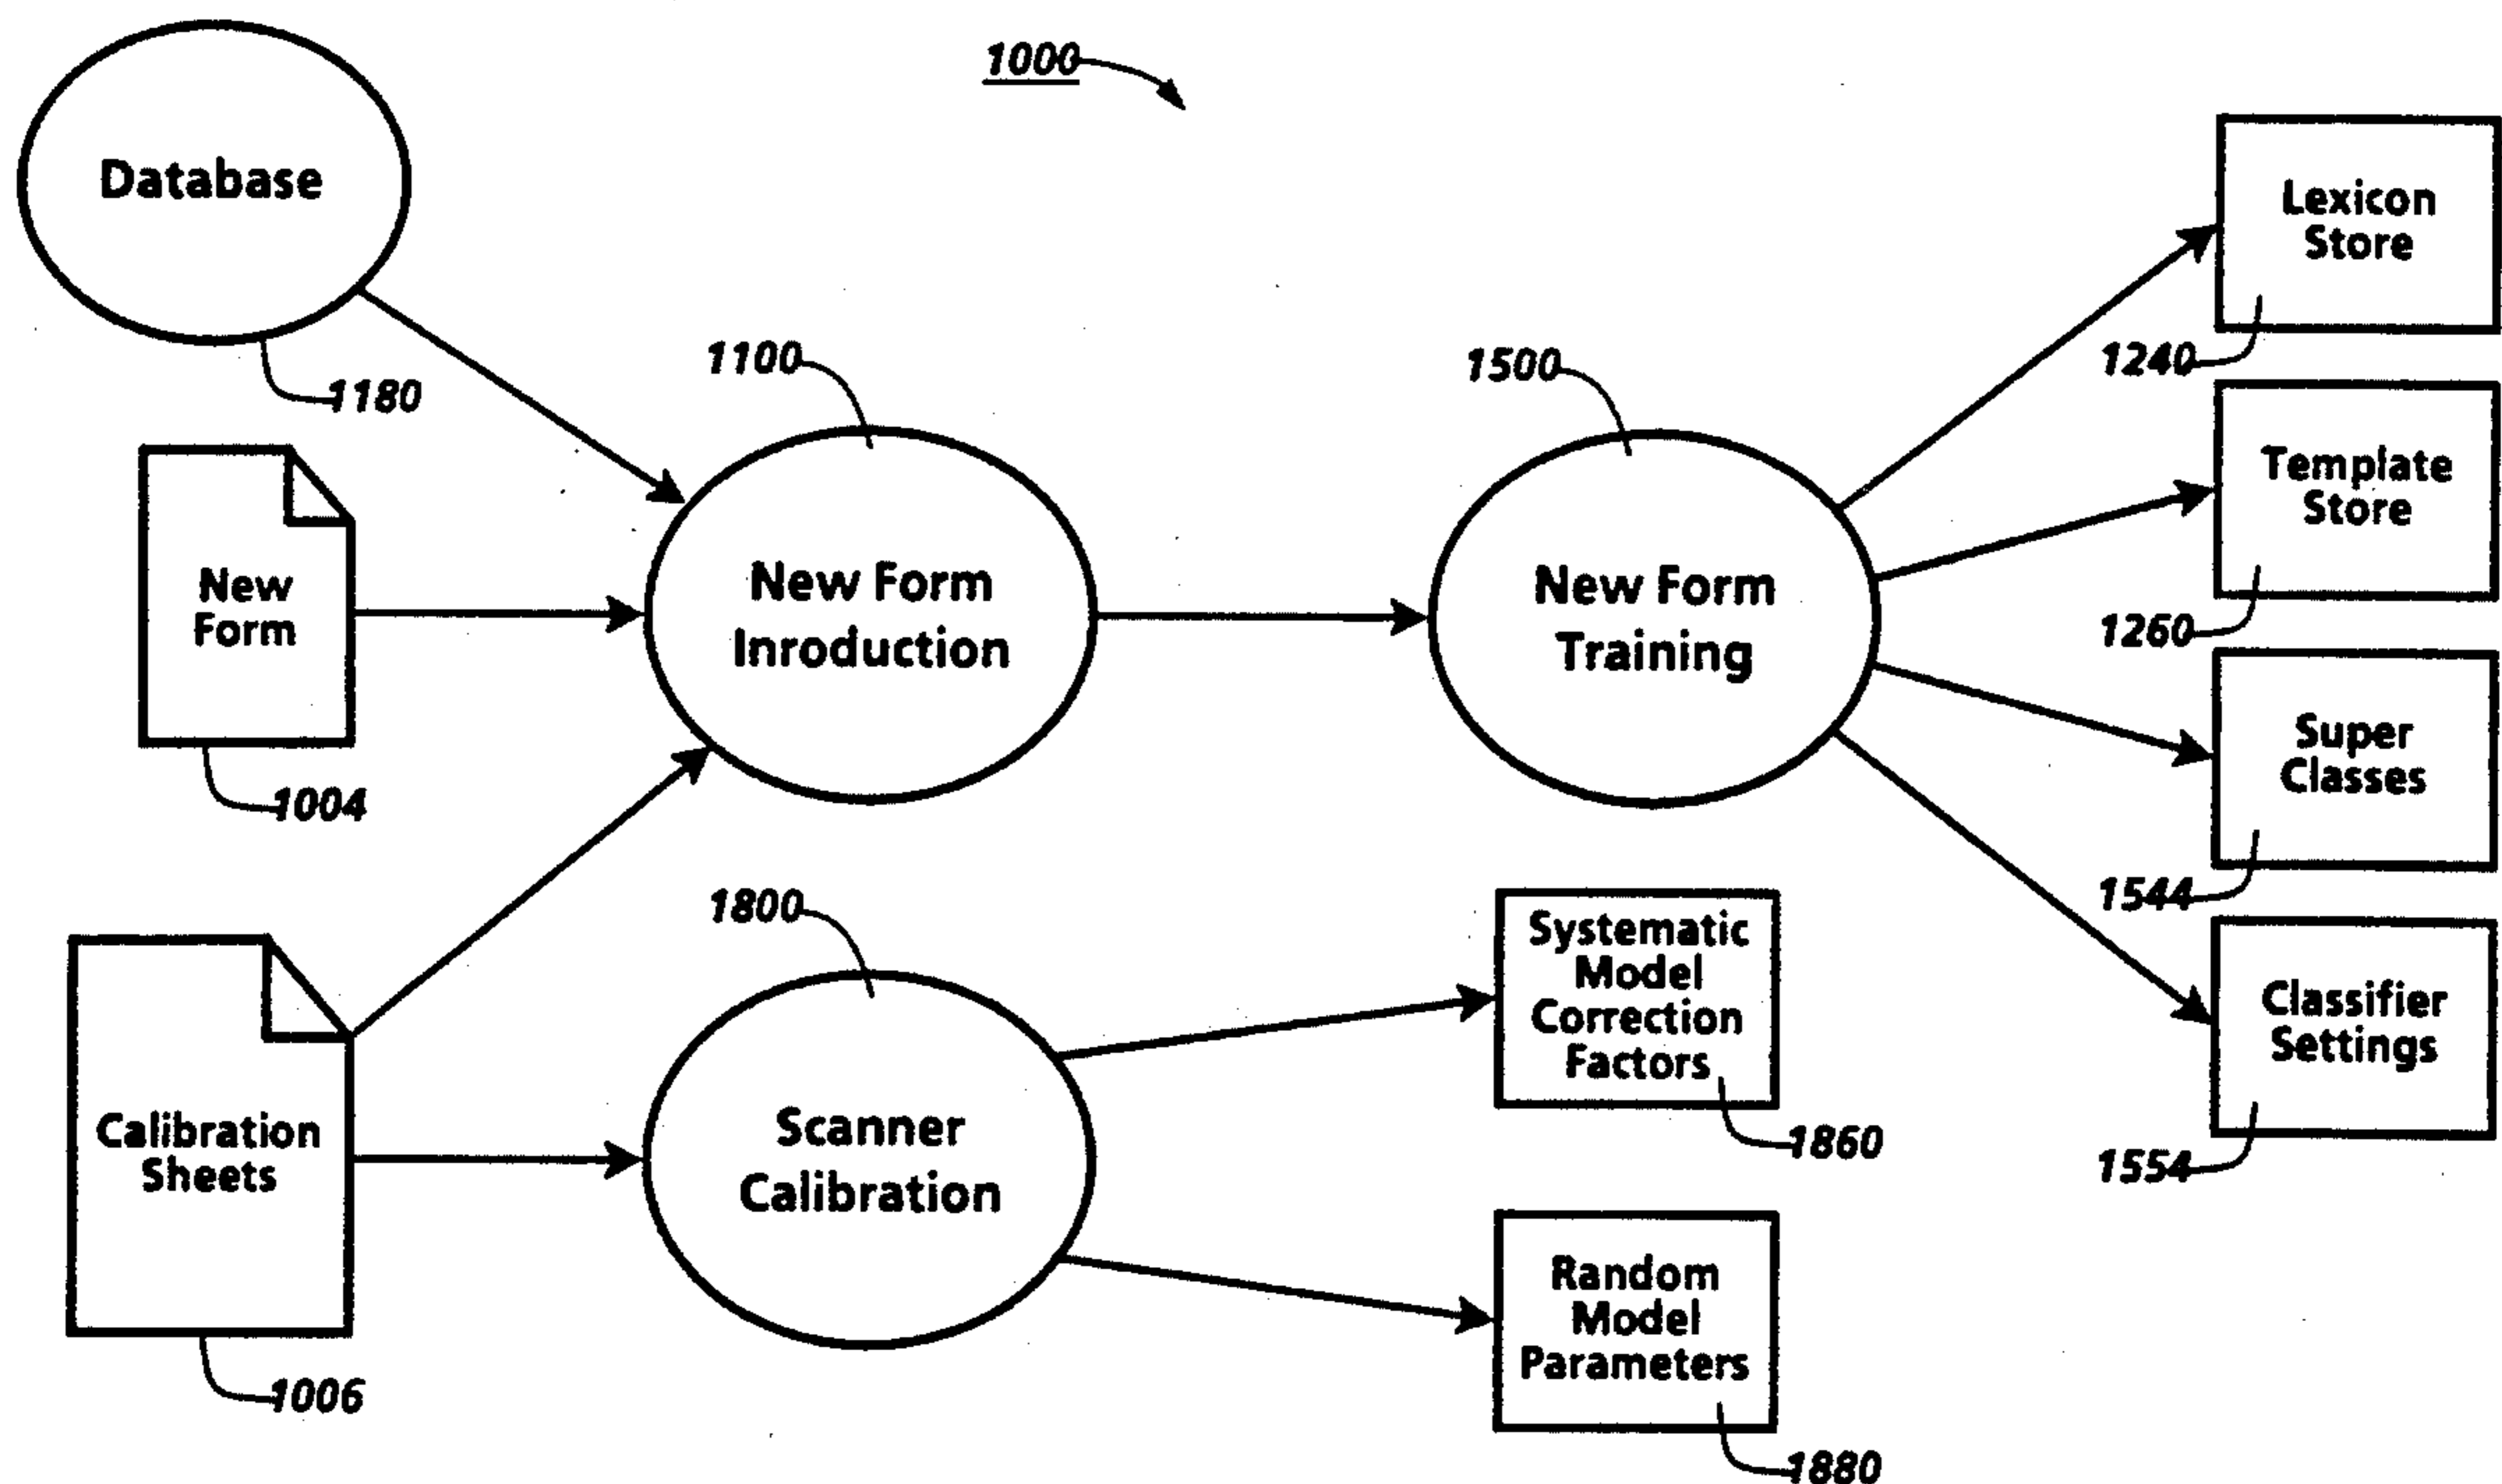 1000
Database
1180
New
Form
1004
Calibration
Sheets
1006
1100
New Form
Inroduction
1800
Scanner
Calibration
1500
New Form
Training
Systematic
Model
Correction
Factors
1860
Random
Model
Parameters
1880
Lexicon
Store
1240
Template
Store
1260
Super
Classes
1544
Classifier
Settings
1554